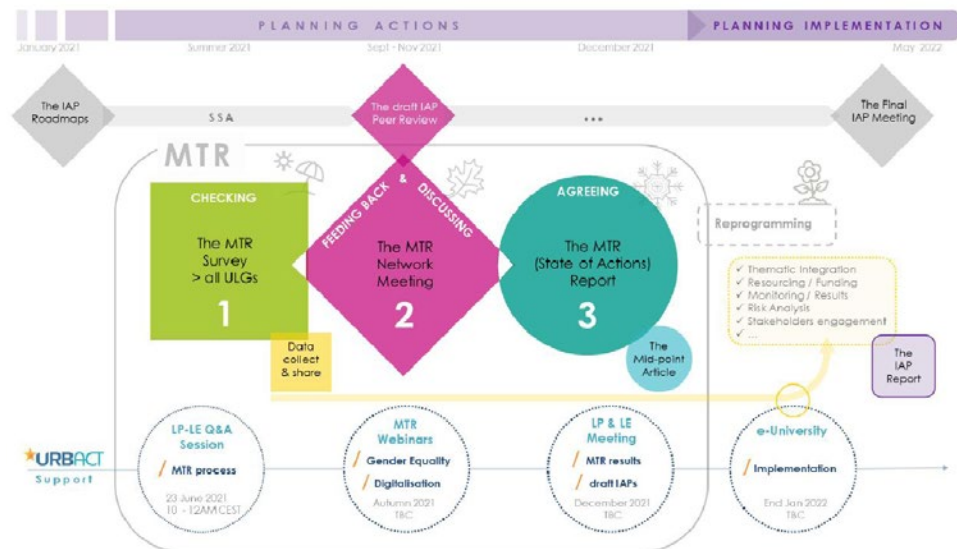 PLANNING ACTIONS
PLANNING IMPLEMENTATION
January 2021
Summer 2021
Sept - Nov 2021
December 2021
May 2022
The IAP
Roadmaps
SSA
The draft IAP
Peer Review
...
The Final
IAP Meeting
MTR
CHECKING
The MTR
Survey
> all ULGs
1
FEEDING BACK & DISCUSSING
The MTR
Network
Meeting
2
AGREEING
The MTR
(State of Actions)
Report
3
Reprogramming
✓ Thematic Integration
✓ Resourcing / Funding
✓ Monitoring / Results
✓ Risk Analysis
✓ Stakeholders engagement
✓ ...
Data
collect
& share
The
Mid-point
Article
The
IAP
Report
URBACT
Support
LP-LE Q&A
Session
/ MTR process
23 June 2021
10 - 12AM CEST
MTR
Webinars
/ Gender Equality
/ Digitalisation
Autumn 2021
TBC
LP & LE
Meeting
/ MTR results
/ draft IAPs
December 2021
TBC
e-University
/ Implementation
End Jan 2022
TBC